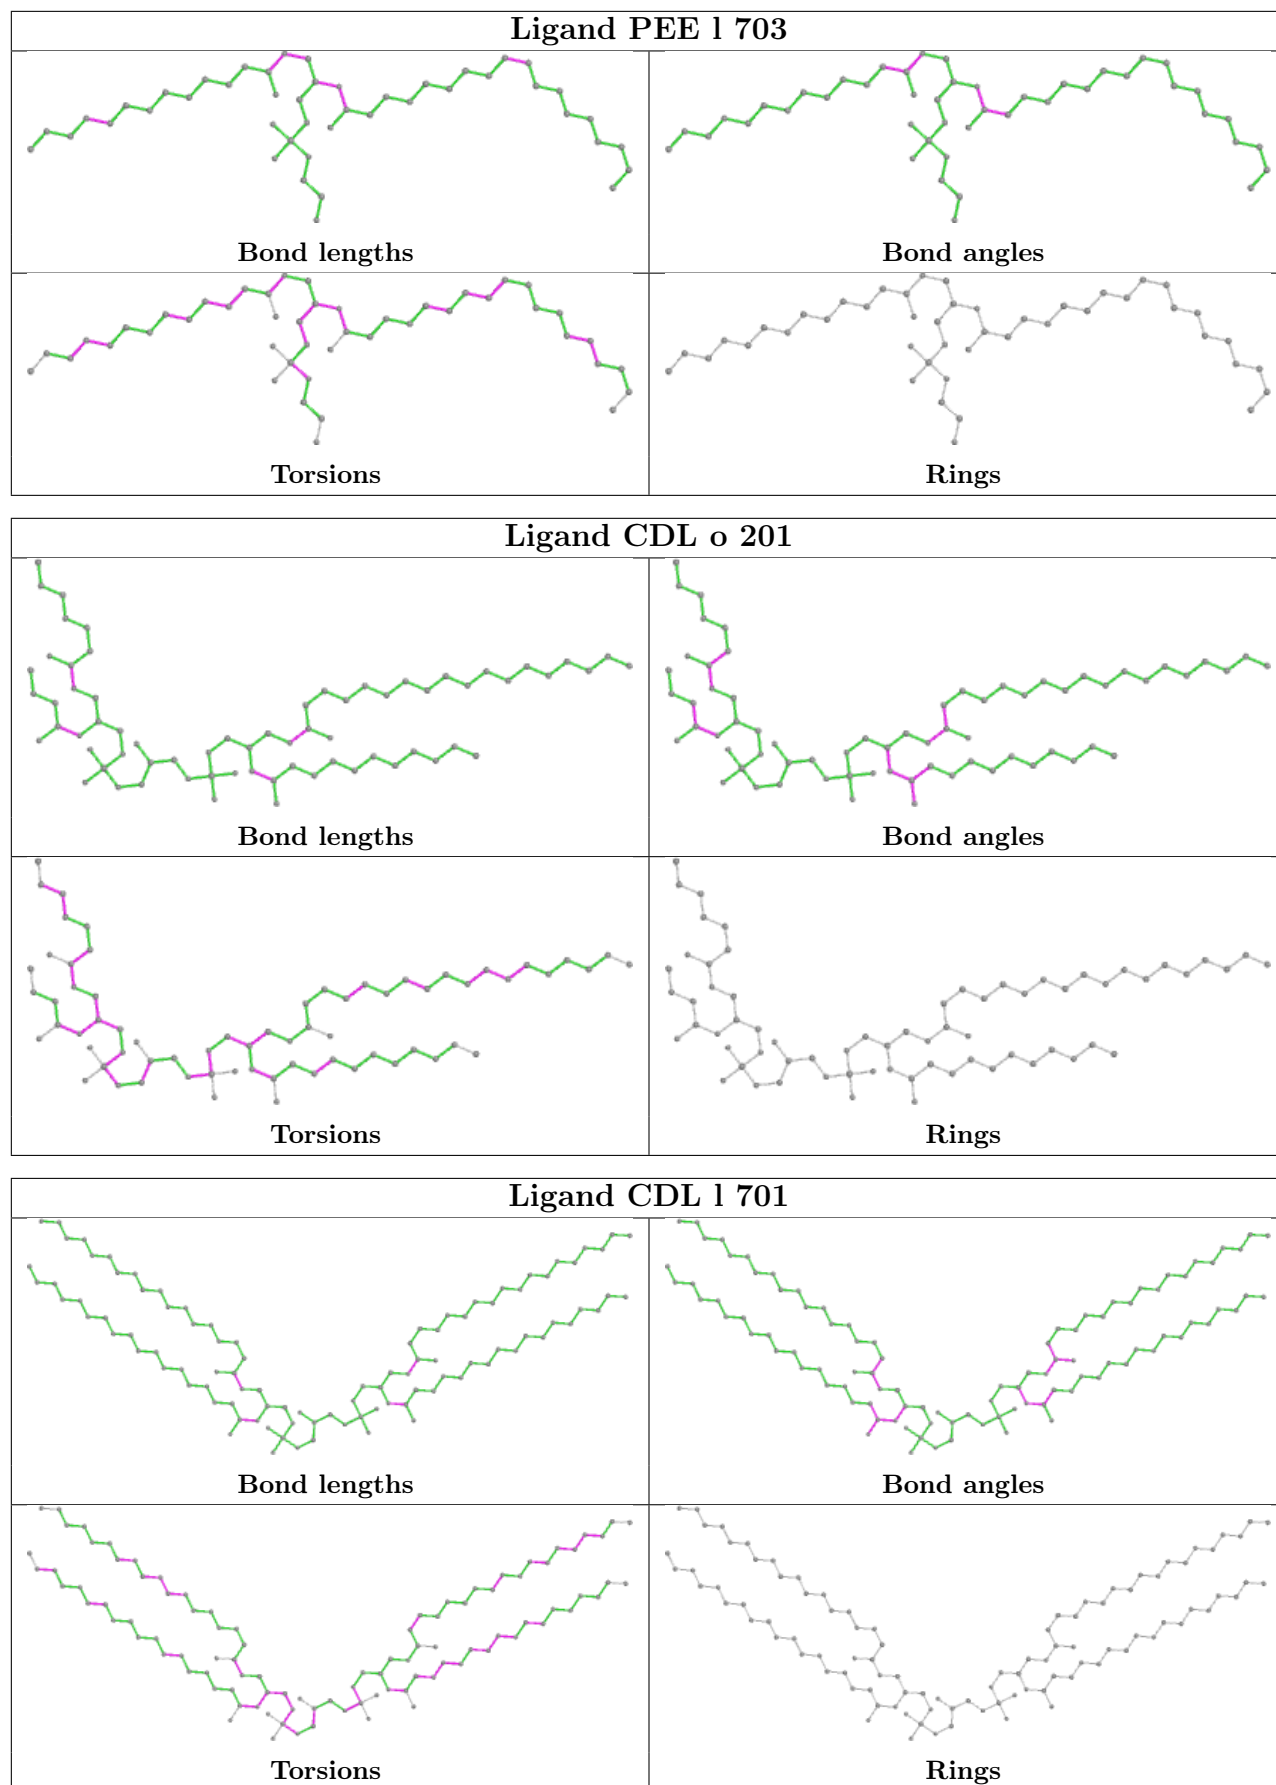 Ligand PEE l 703
Bond lengths
Bond angles
Torsions
Rings
Ligand CDL o 201
Bond lengths
Bond angles
Torsions
Rings
Ligand CDL l 701
Bond lengths
Bond angles
Torsions
Rings